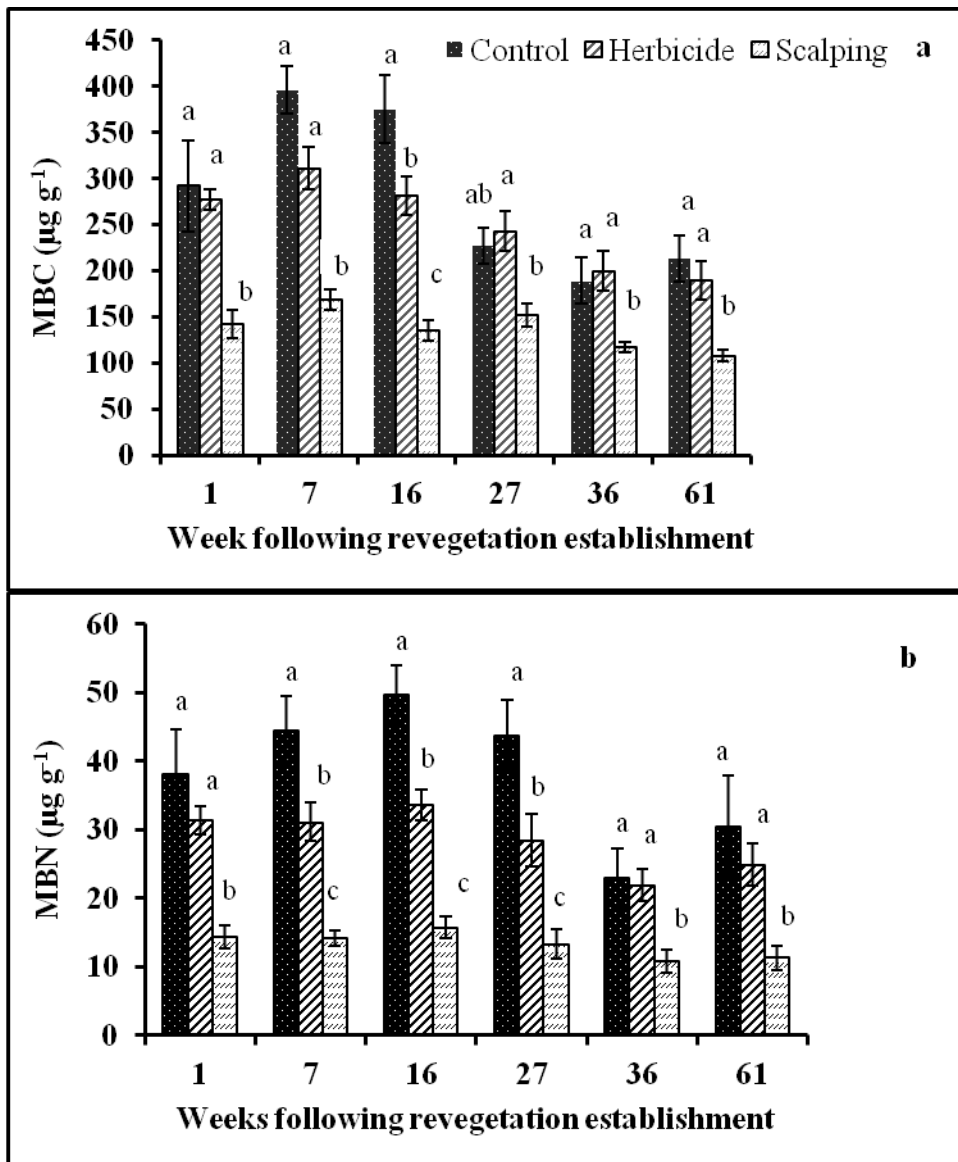 450
400
350
300
250
200
150
100
50
0
MBC (µg g⁻¹)
Control Herbicide Scalping a
a a b
a a b
a b c
ab a b
a a b
a a b
1 7 16 27 36 61
Week following revegetation establishment
60
50
40
30
20
10
0
MBN (µg g⁻¹)
b
a a b
a b c
a b c
a b c
a a b
a a b
1 7 16 27 36 61
Weeks following revegetation establishment